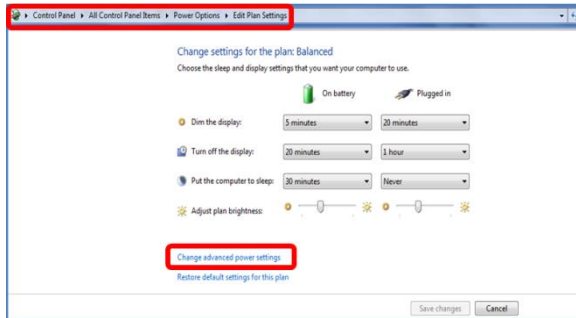 Control Panel ▸ All Control Panel Items ▸ Power Options ▸ Edit Plan Settings
Change settings for the plan: Balanced
Choose the sleep and display settings that you want your computer to use.
On battery Plugged in
Dim the display: 5 minutes 20 minutes
Turn off the display: 20 minutes 1 hour
Put the computer to sleep: 30 minutes Never
Adjust plan brightness:
Change advanced power settings
Restore default settings for this plan
Save changes Cancel